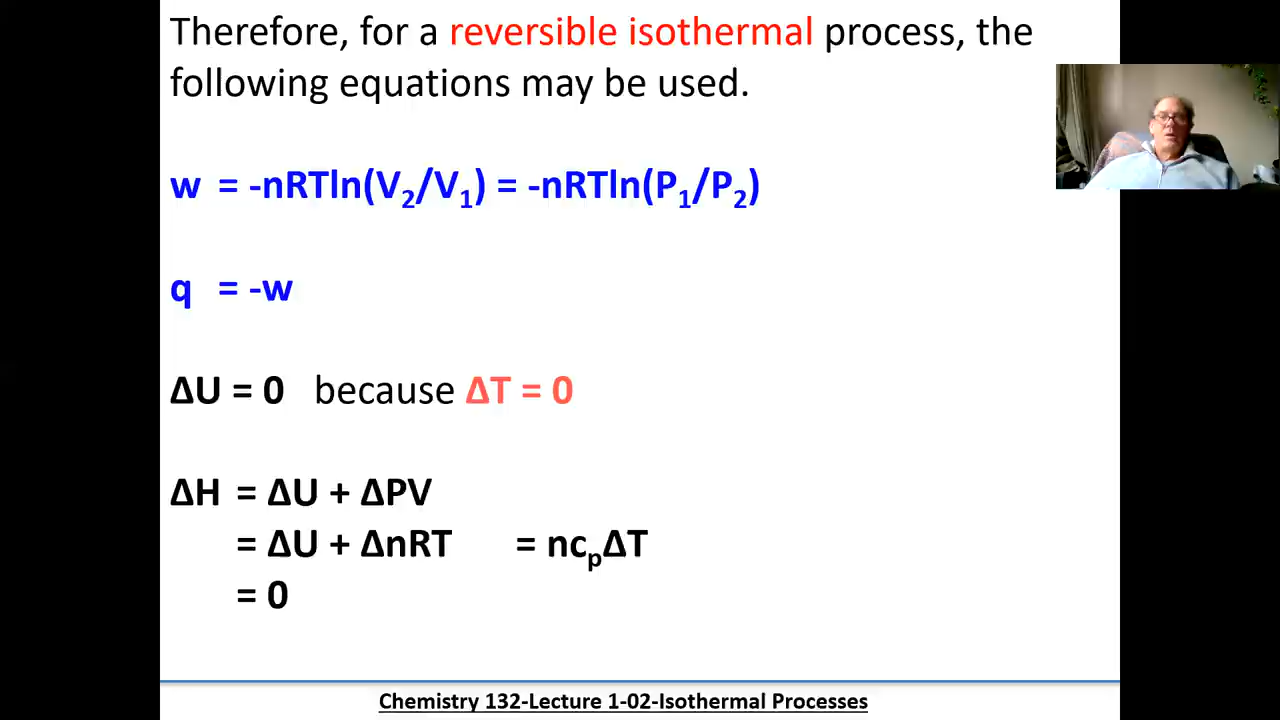 Therefore, for a reversible isothermal process, the
following equations may be used.
w = -nRTln(V₂/V₁) = -nRTln(P₁/P₂)
q = -w
ΔU = 0 because ΔT = 0
ΔH = ΔU + ΔPV
= ΔU + ΔnRT = ncₚΔT
= 0
Chemistry 132-Lecture 1-02-Isothermal Processes